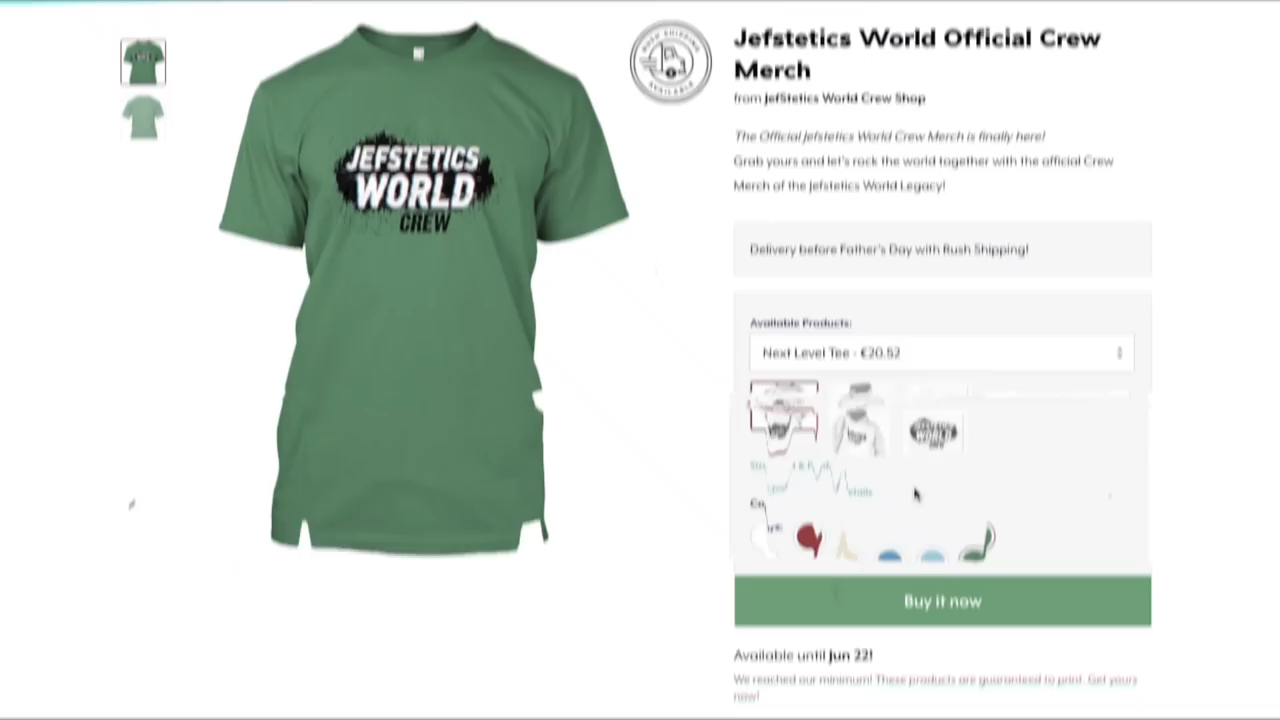 JEFSTETICS
WORLD
CREW
RUSH SHIPPING
AVAILABLE
Jefstetics World Official Crew
Merch
from JefStetics World Crew Shop
The Official Jefstetics World Crew Merch is finally here!
Grab yours and let's rock the world together with the official Crew
Merch of the Jefstetics World Legacy!
Delivery before Father's Day with Rush Shipping!
Available Products:
Next Level Tee - €20.52
Buy it now
Available until Jun 22!
We reached our minimum! These products are guaranteed to print. Get yours
now!